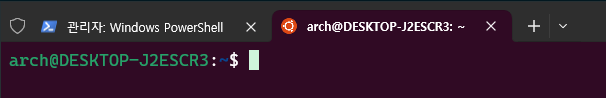 관리자: Windows PowerShell
arch@DESKTOP-J2ESCR3: ~
arch@DESKTOP-J2ESCR3:~$